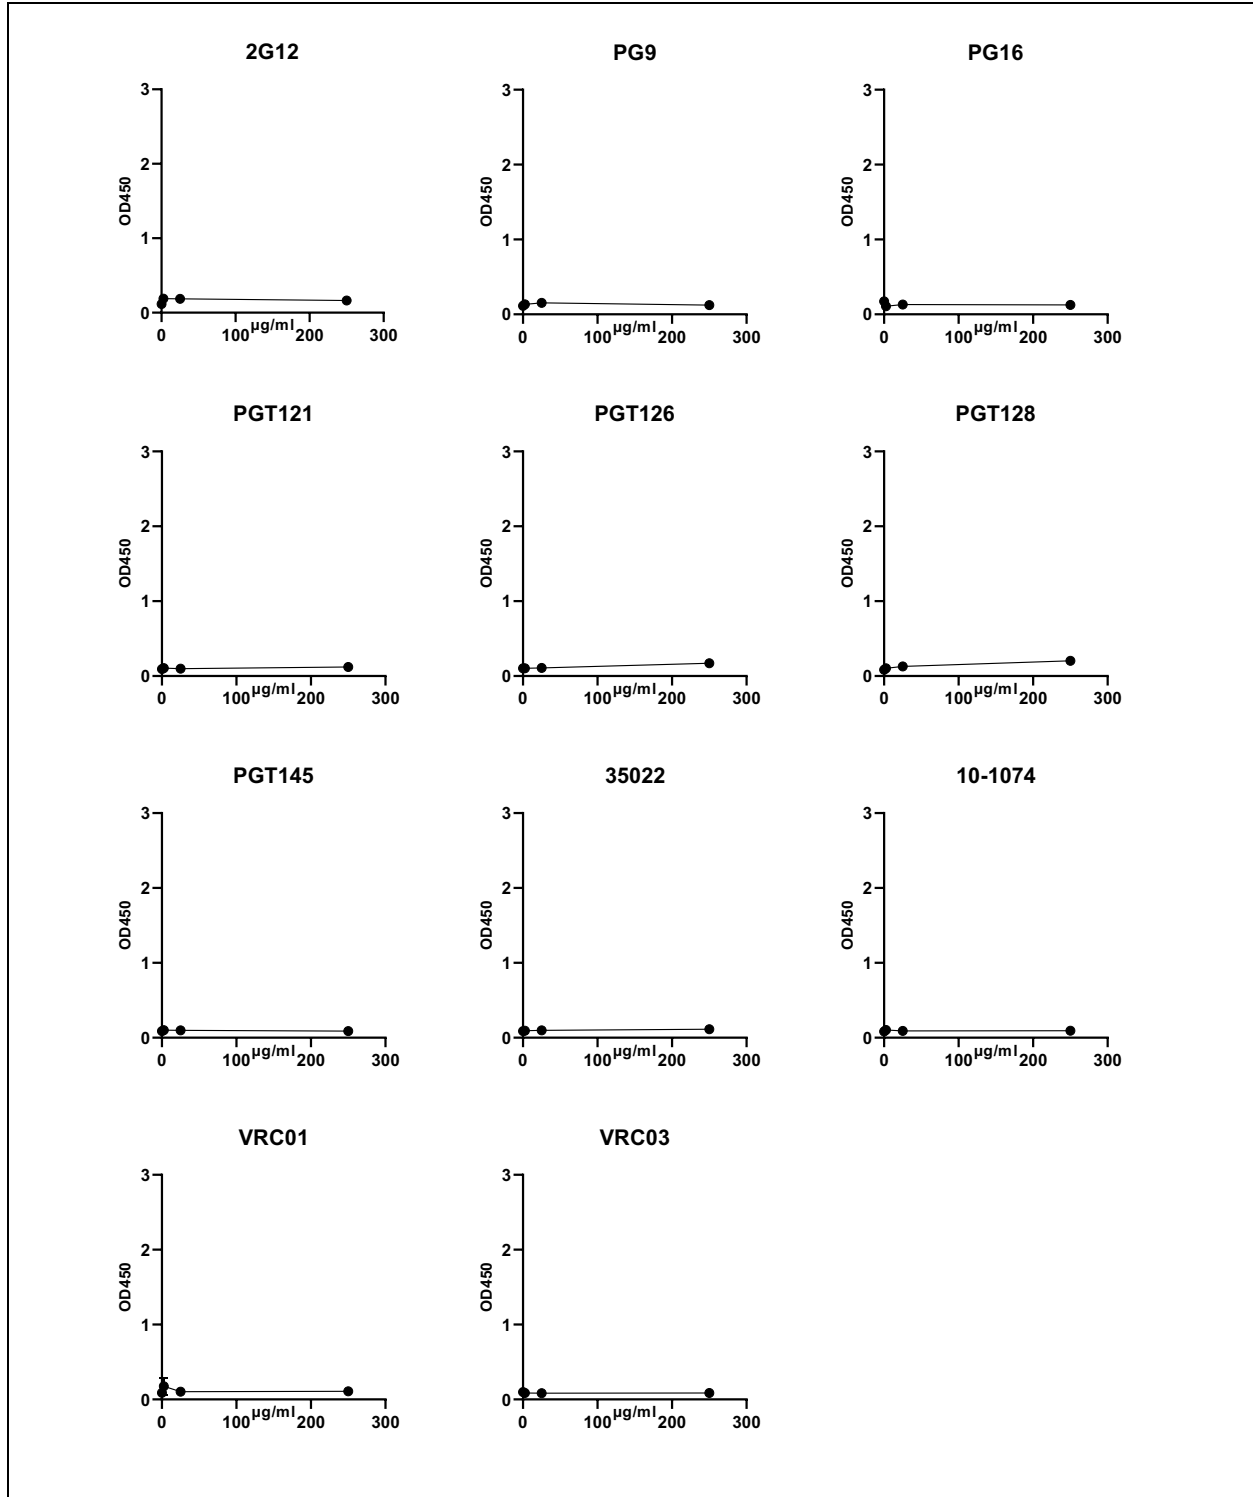 2G12 PG9 PG16
3 3 3
2 2 2
OD450 OD450 OD450
1 1 1
0 0 0
0 100 µg/ml 200 300 0 100 µg/ml 200 300 0 100 µg/ml 200 300
PGT121 PGT126 PGT128
3 3 3
2 2 2
OD450 OD450 OD450
1 1 1
0 0 0
0 100 µg/ml 200 300 0 100 µg/ml 200 300 0 100 µg/ml 200 300
PGT145 35022 10-1074
3 3 3
2 2 2
OD450 OD450 OD450
1 1 1
0 0 0
0 100 µg/ml 200 300 0 100 µg/ml 200 300 0 100 µg/ml 200 300
VRC01 VRC03
3 3
2 2
OD450 OD450
1 1
0 0
0 100 µg/ml 200 300 0 100 µg/ml 200 300